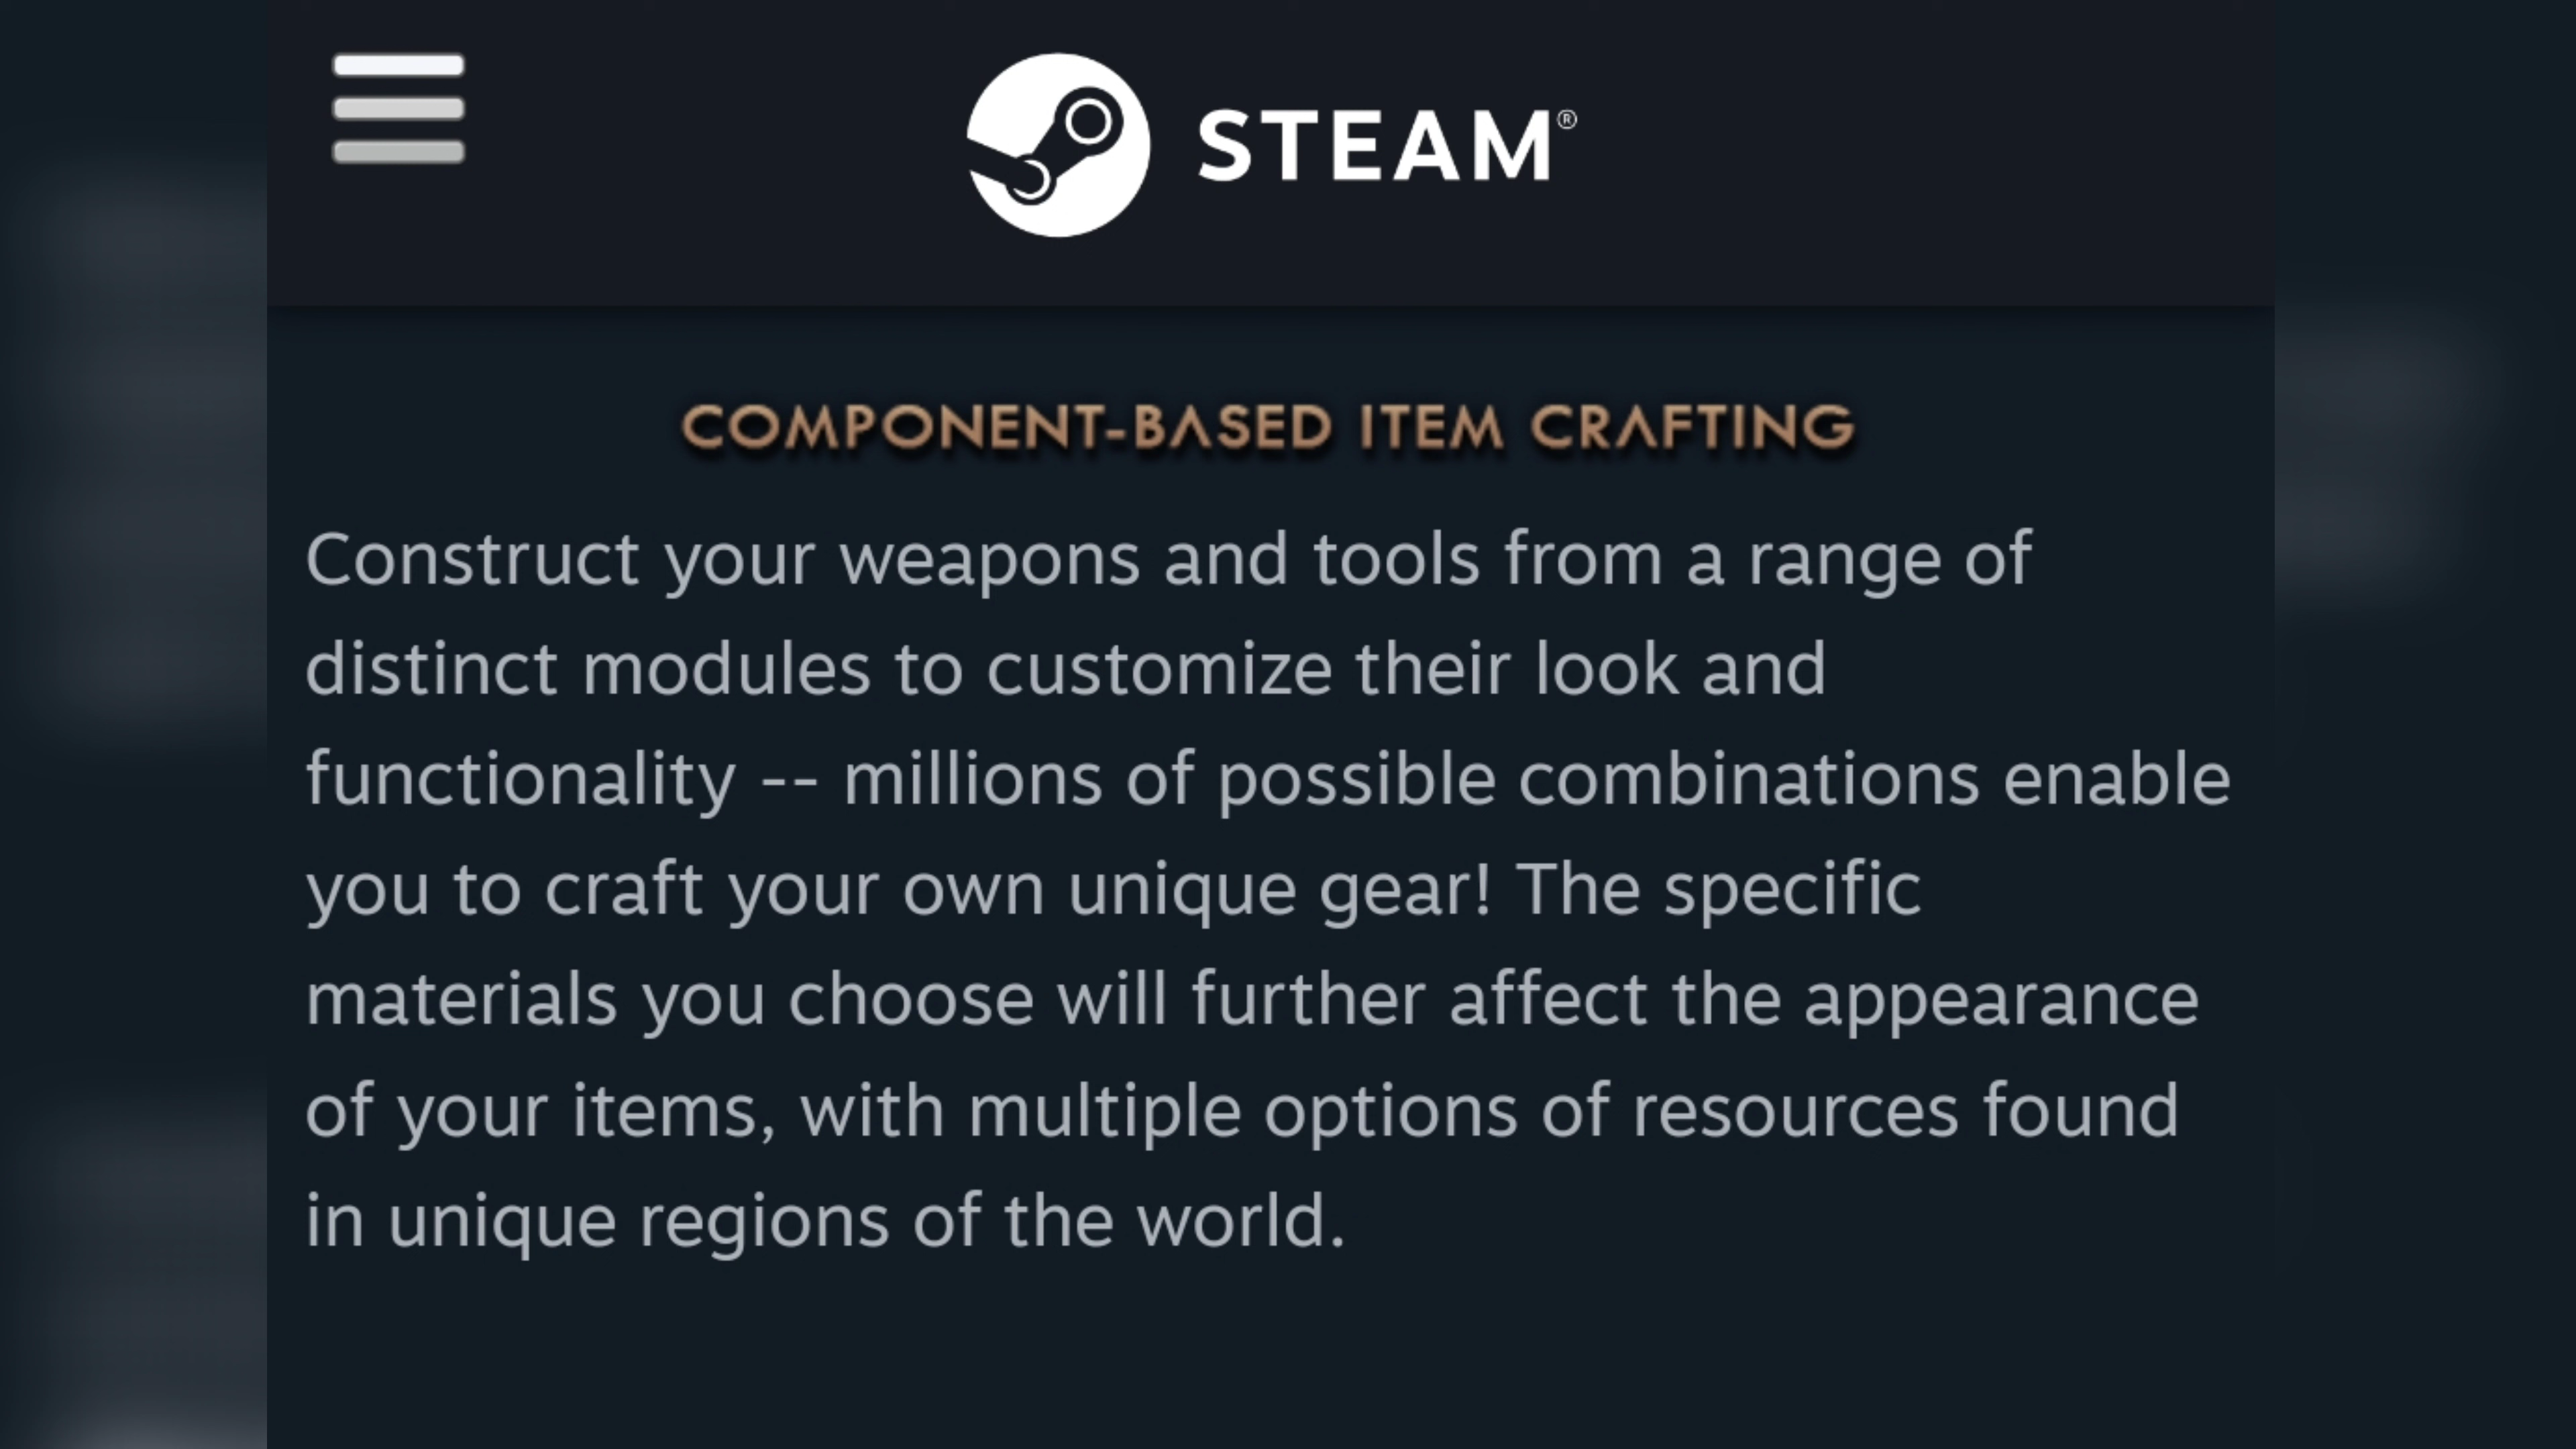 STEAM®
COMPONENT-BASED ITEM CRAFTING
Construct your weapons and tools from a range of
distinct modules to customize their look and
functionality -- millions of possible combinations enable
you to craft your own unique gear! The specific
materials you choose will further affect the appearance
of your items, with multiple options of resources found
in unique regions of the world.